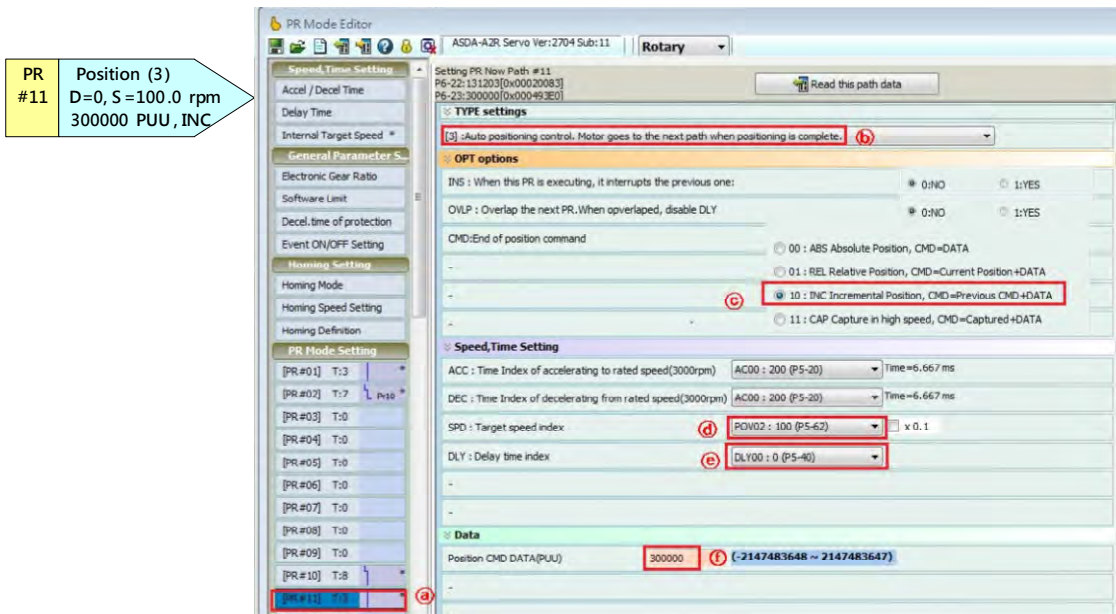 PR #11
Position (3)
D=0, S=100.0 rpm
300000 PUU, INC
PR Mode Editor
ASDA-A2R Servo Ver:2704 Sub:11
Rotary
Speed,Time Setting
Accel / Decel Time
Delay Time
Internal Target Speed *
General Parameter S...
Electronic Gear Ratio
Software Limit
Decel.time of protection
Event ON/OFF Setting
Homing Setting
Homing Mode
Homing Speed Setting
Homing Definition
PR Mode Setting
[PR#01] T:3 *
[PR#02] T:7 Pr10 *
[PR#03] T:0
[PR#04] T:0
[PR#05] T:0
[PR#06] T:0
[PR#07] T:0
[PR#08] T:0
[PR#09] T:0
[PR#10] T:8 *
[PR#11] T:3 *
ⓐ
Setting PR Now Path #11
P6-22:131203[0x00020083]
P6-23:300000[0x000493E0]
Read this path data
TYPE settings
[3] :Auto positioning control. Motor goes to the next path when positioning is complete. ⓑ
OPT options
INS : When this PR is executing, it interrupts the previous one: 0:NO 1:YES
OVLP : Overlap the next PR.When opverlaped, disable DLY 0:NO 1:YES
CMD:End of position command
00 : ABS Absolute Position, CMD=DATA
-
01 : REL Relative Position, CMD=Current Position+DATA
-
ⓒ 10 : INC Incremental Position, CMD=Previous CMD+DATA
-
11 : CAP Capture in high speed, CMD=Captured+DATA
Speed,Time Setting
ACC : Time Index of accelerating to rated speed(3000rpm) AC00 : 200 (P5-20) Time=6.667 ms
DEC : Time Index of decelerating from rated speed(3000rpm) AC00 : 200 (P5-20) Time=6.667 ms
SPD : Target speed index ⓓ POV02 : 100 (P5-62) x 0.1
DLY : Delay time index ⓔ DLY00 : 0 (P5-40)
-
-
Data
Position CMD DATA(PUU) 300000 ⓕ (-2147483648 ~ 2147483647)
-